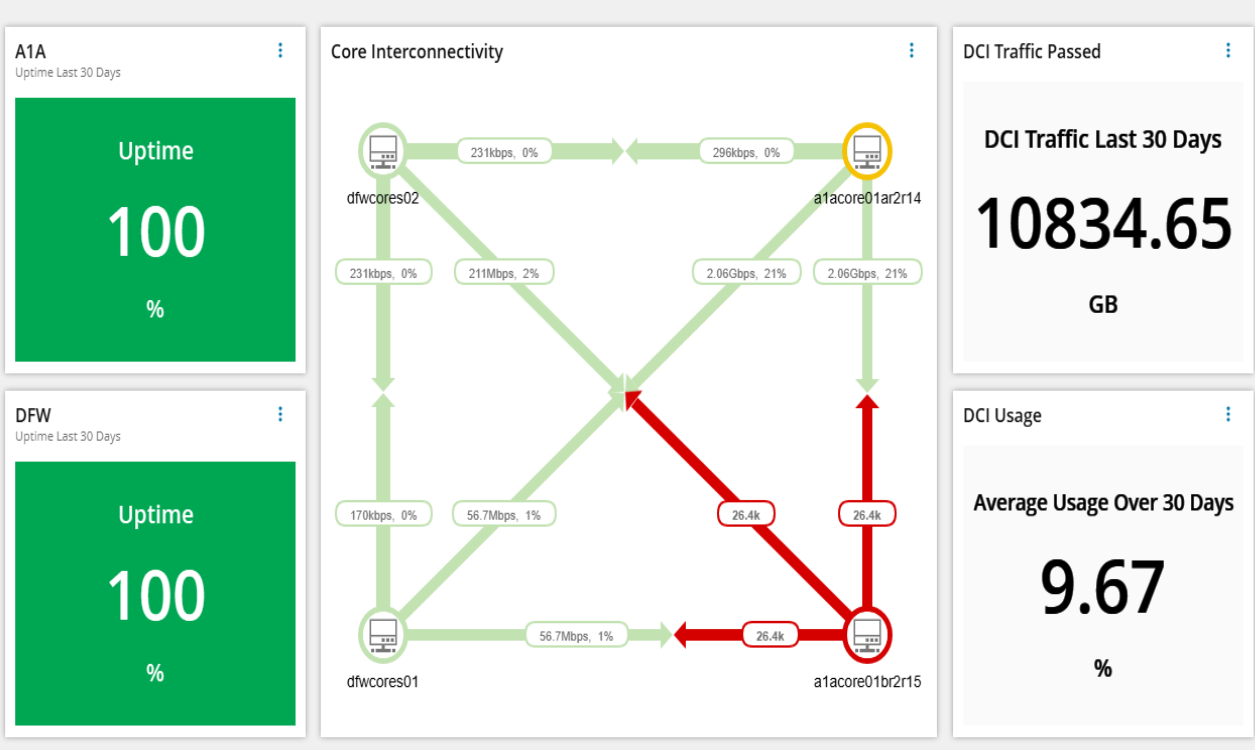 A1A
Uptime Last 30 Days
Uptime
100
%
DFW
Uptime Last 30 Days
Uptime
100
%
Core Interconnectivity
231kbps, 0%
296kbps, 0%
dfwcores02
a1acore01ar2r14
231kbps, 0%
211Mbps, 2%
2.06Gbps, 21%
2.06Gbps, 21%
170kbps, 0%
56.7Mbps, 1%
26.4k
26.4k
56.7Mbps, 1%
26.4k
dfwcores01
a1acore01br2r15
DCI Traffic Passed
DCI Traffic Last 30 Days
10834.65
GB
DCI Usage
Average Usage Over 30 Days
9.67
%